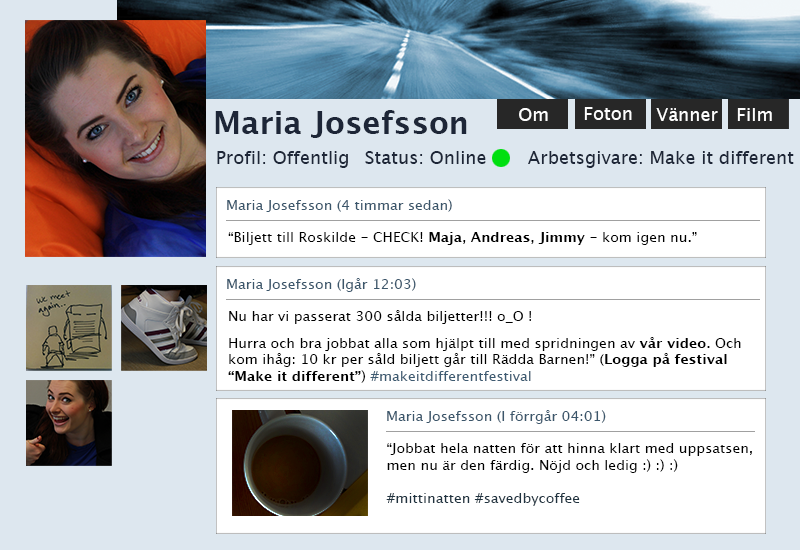 Om Foton Vänner Film
Maria Josefsson
Profil: Offentlig Status: Online Arbetsgivare: Make it different
Maria Josefsson (4 timmar sedan)
“Biljett till Roskilde – CHECK! Maja, Andreas, Jimmy – kom igen nu.”
Maria Josefsson (Igår 12:03)
Nu har vi passerat 300 sålda biljetter!!! o_O !
Hurra och bra jobbat alla som hjälpt till med spridningen av vår video. Och
kom ihåg: 10 kr per såld biljett går till Rädda Barnen!” (Logga på festival
“Make it different”) #makeitdifferentfestival
we meet
again...
Maria Josefsson (I förrgår 04:01)
“Jobbat hela natten för att hinna klart med uppsatsen,
men nu är den färdig. Nöjd och ledig :) :) :)
#mittinatten #savedbycoffee